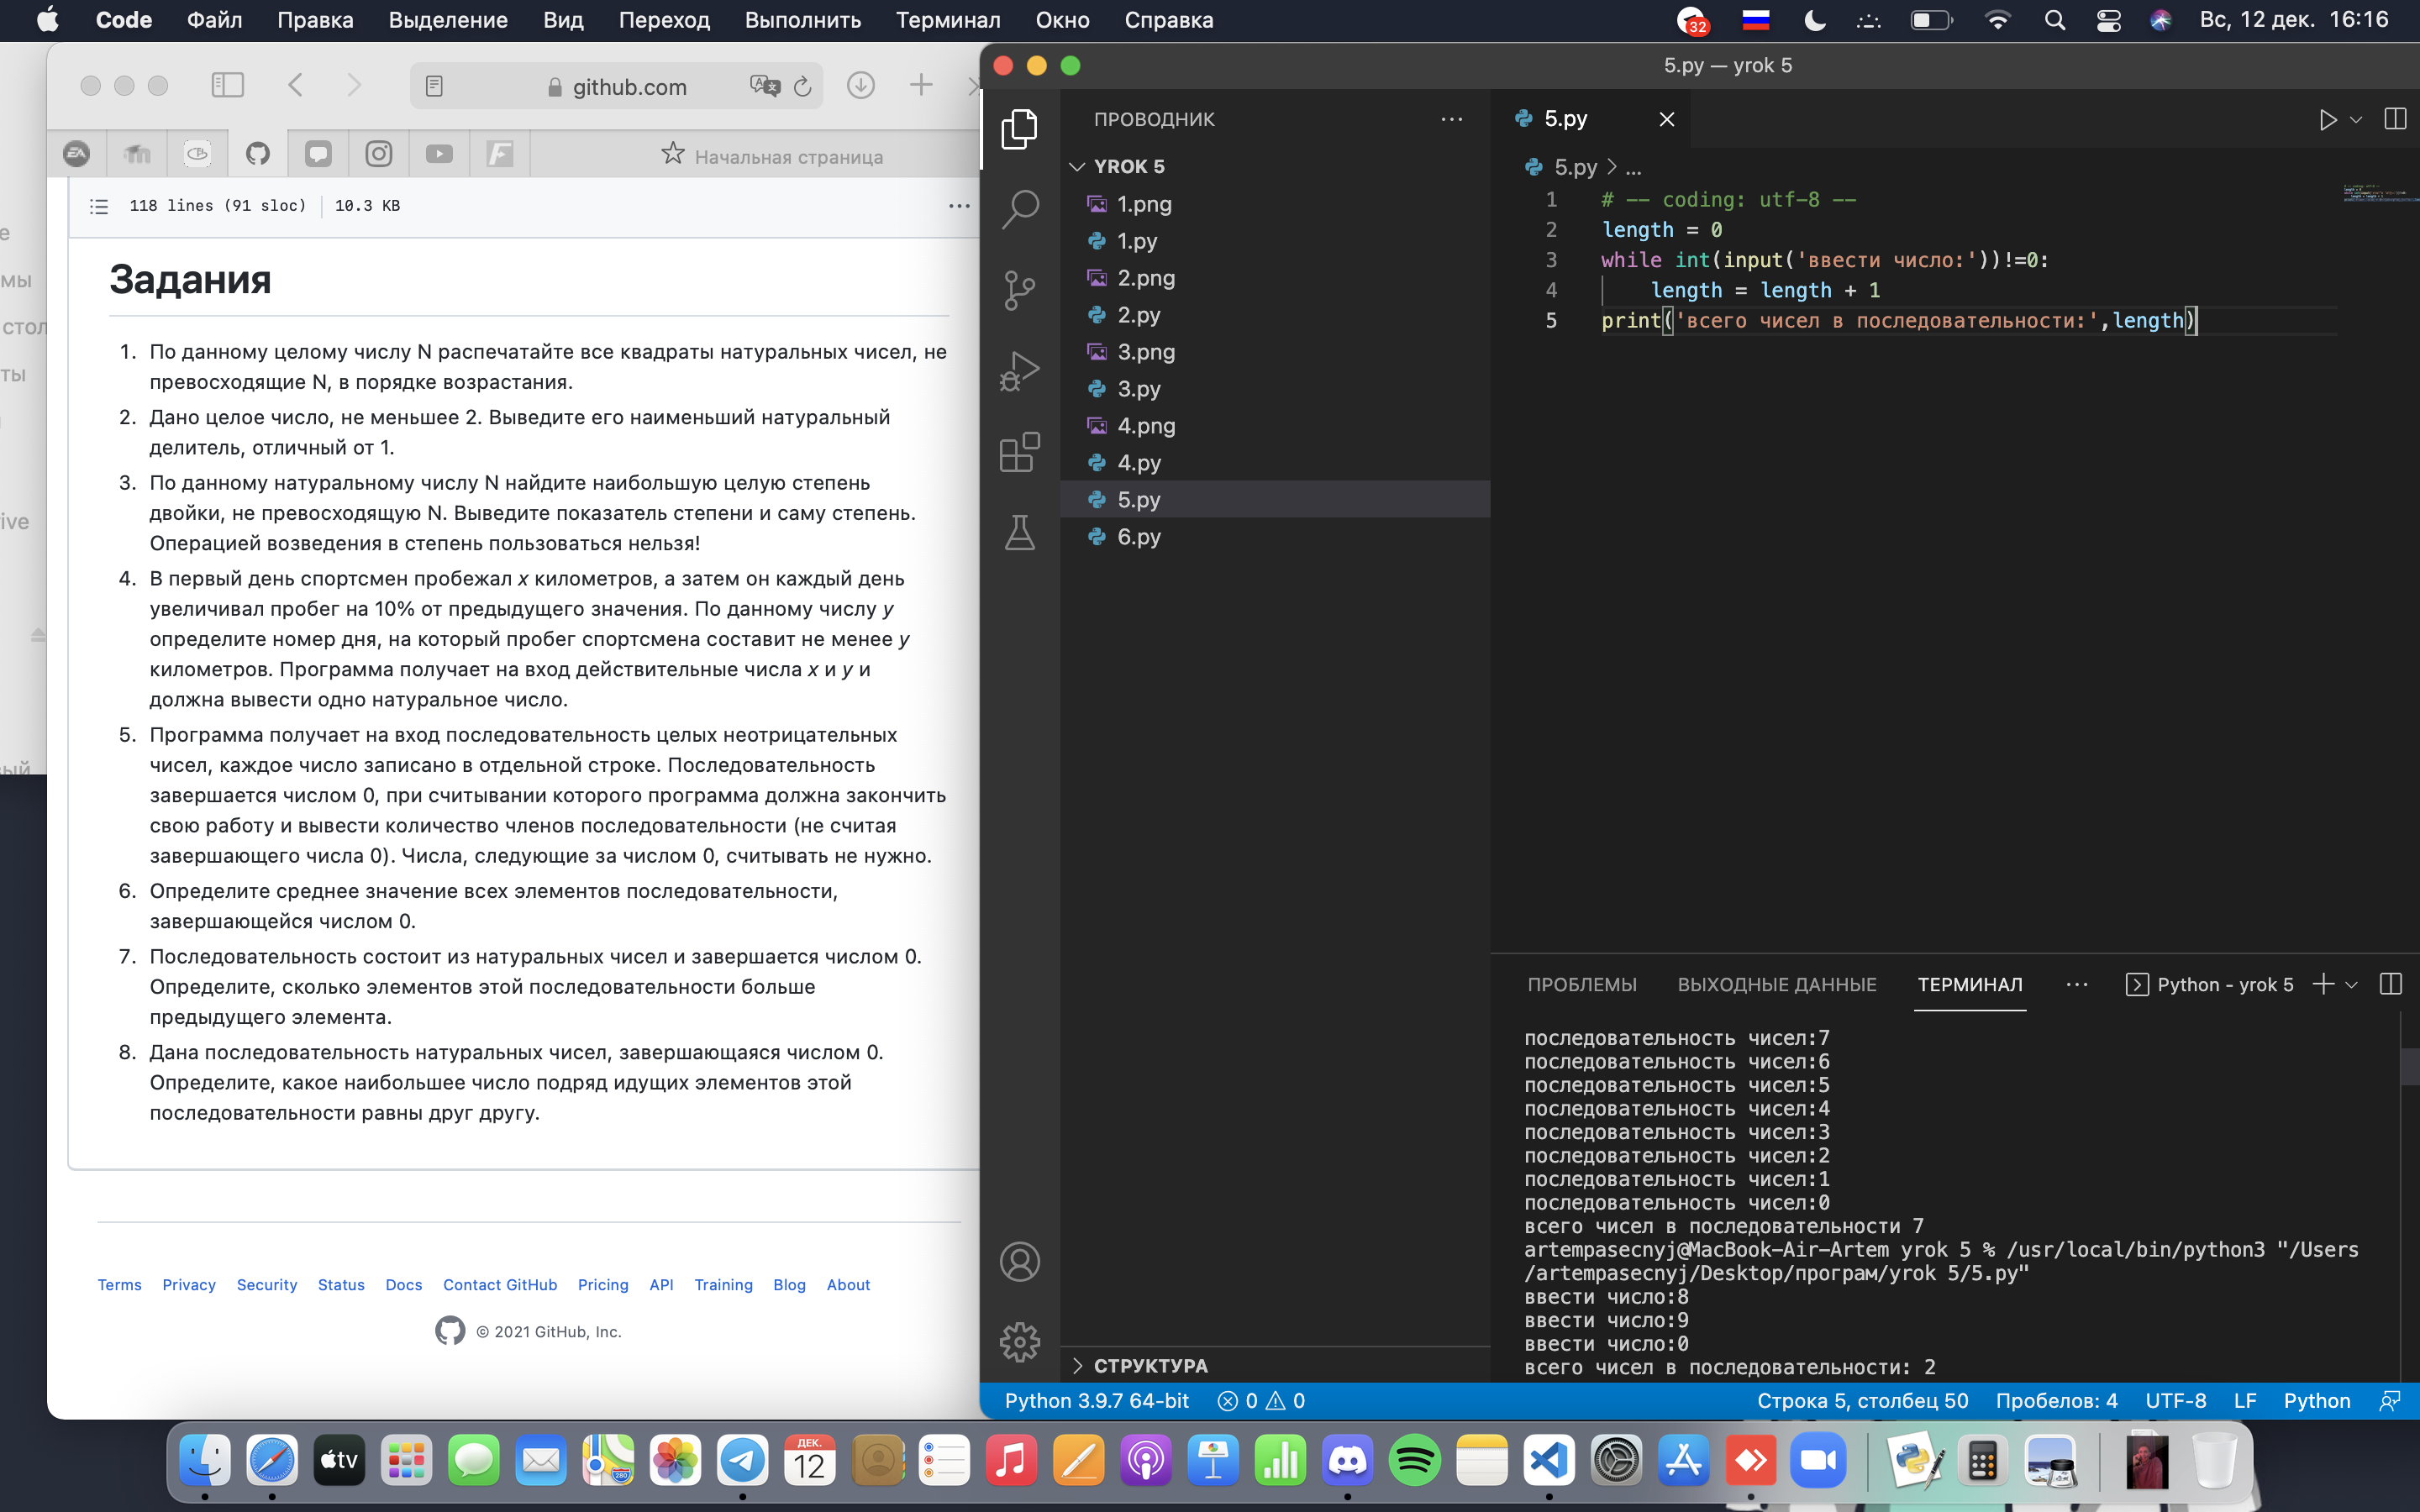 Code Файл Правка Выделение Вид Переход Выполнить Терминал Окно Справка 32 Вс, 12 дек. 16:16
github.com
Начальная страница
118 lines (91 sloc) 10.3 KB
Задания
1. По данному целому числу N распечатайте все квадраты натуральных чисел, не
превосходящие N, в порядке возрастания.
2. Дано целое число, не меньшее 2. Выведите его наименьший натуральный
делитель, отличный от 1.
3. По данному натуральному числу N найдите наибольшую целую степень
двойки, не превосходящую N. Выведите показатель степени и саму степень.
Операцией возведения в степень пользоваться нельзя!
4. В первый день спортсмен пробежал x километров, а затем он каждый день
увеличивал пробег на 10% от предыдущего значения. По данному числу y
определите номер дня, на который пробег спортсмена составит не менее y
километров. Программа получает на вход действительные числа x и y и
должна вывести одно натуральное число.
5. Программа получает на вход последовательность целых неотрицательных
чисел, каждое число записано в отдельной строке. Последовательность
завершается числом 0, при считывании которого программа должна закончить
свою работу и вывести количество членов последовательности (не считая
завершающего числа 0). Числа, следующие за числом 0, считывать не нужно.
6. Определите среднее значение всех элементов последовательности,
завершающейся числом 0.
7. Последовательность состоит из натуральных чисел и завершается числом 0.
Определите, сколько элементов этой последовательности больше
предыдущего элемента.
8. Дана последовательность натуральных чисел, завершающаяся числом 0.
Определите, какое наибольшее число подряд идущих элементов этой
последовательности равны друг другу.
Terms Privacy Security Status Docs Contact GitHub Pricing API Training Blog About
© 2021 GitHub, Inc.
5.py — yrok 5
ПРОВОДНИК
YROK 5
1.png
1.py
2.png
2.py
3.png
3.py
4.png
4.py
5.py
6.py
СТРУКТУРА
5.py
5.py > ...
1 # -- coding: utf-8 --
2 length = 0
3 while int(input('ввести число:'))!=0:
4 length = length + 1
5 print('всего чисел в последовательности:',length)
ПРОБЛЕМЫ ВЫХОДНЫЕ ДАННЫЕ ТЕРМИНАЛ ... Python - yrok 5
последовательность чисел:7
последовательность чисел:6
последовательность чисел:5
последовательность чисел:4
последовательность чисел:3
последовательность чисел:2
последовательность чисел:1
последовательность чисел:0
всего чисел в последовательности 7
artempasecnyj@MacBook-Air-Artem yrok 5 % /usr/local/bin/python3 "/Users
/artempasecnyj/Desktop/програм/yrok 5/5.py"
ввести число:8
ввести число:9
ввести число:0
всего чисел в последовательности: 2
Python 3.9.7 64-bit 0 0 Строка 5, столбец 50 Пробелов: 4 UTF-8 LF Python
tv ДЕК. 12 280